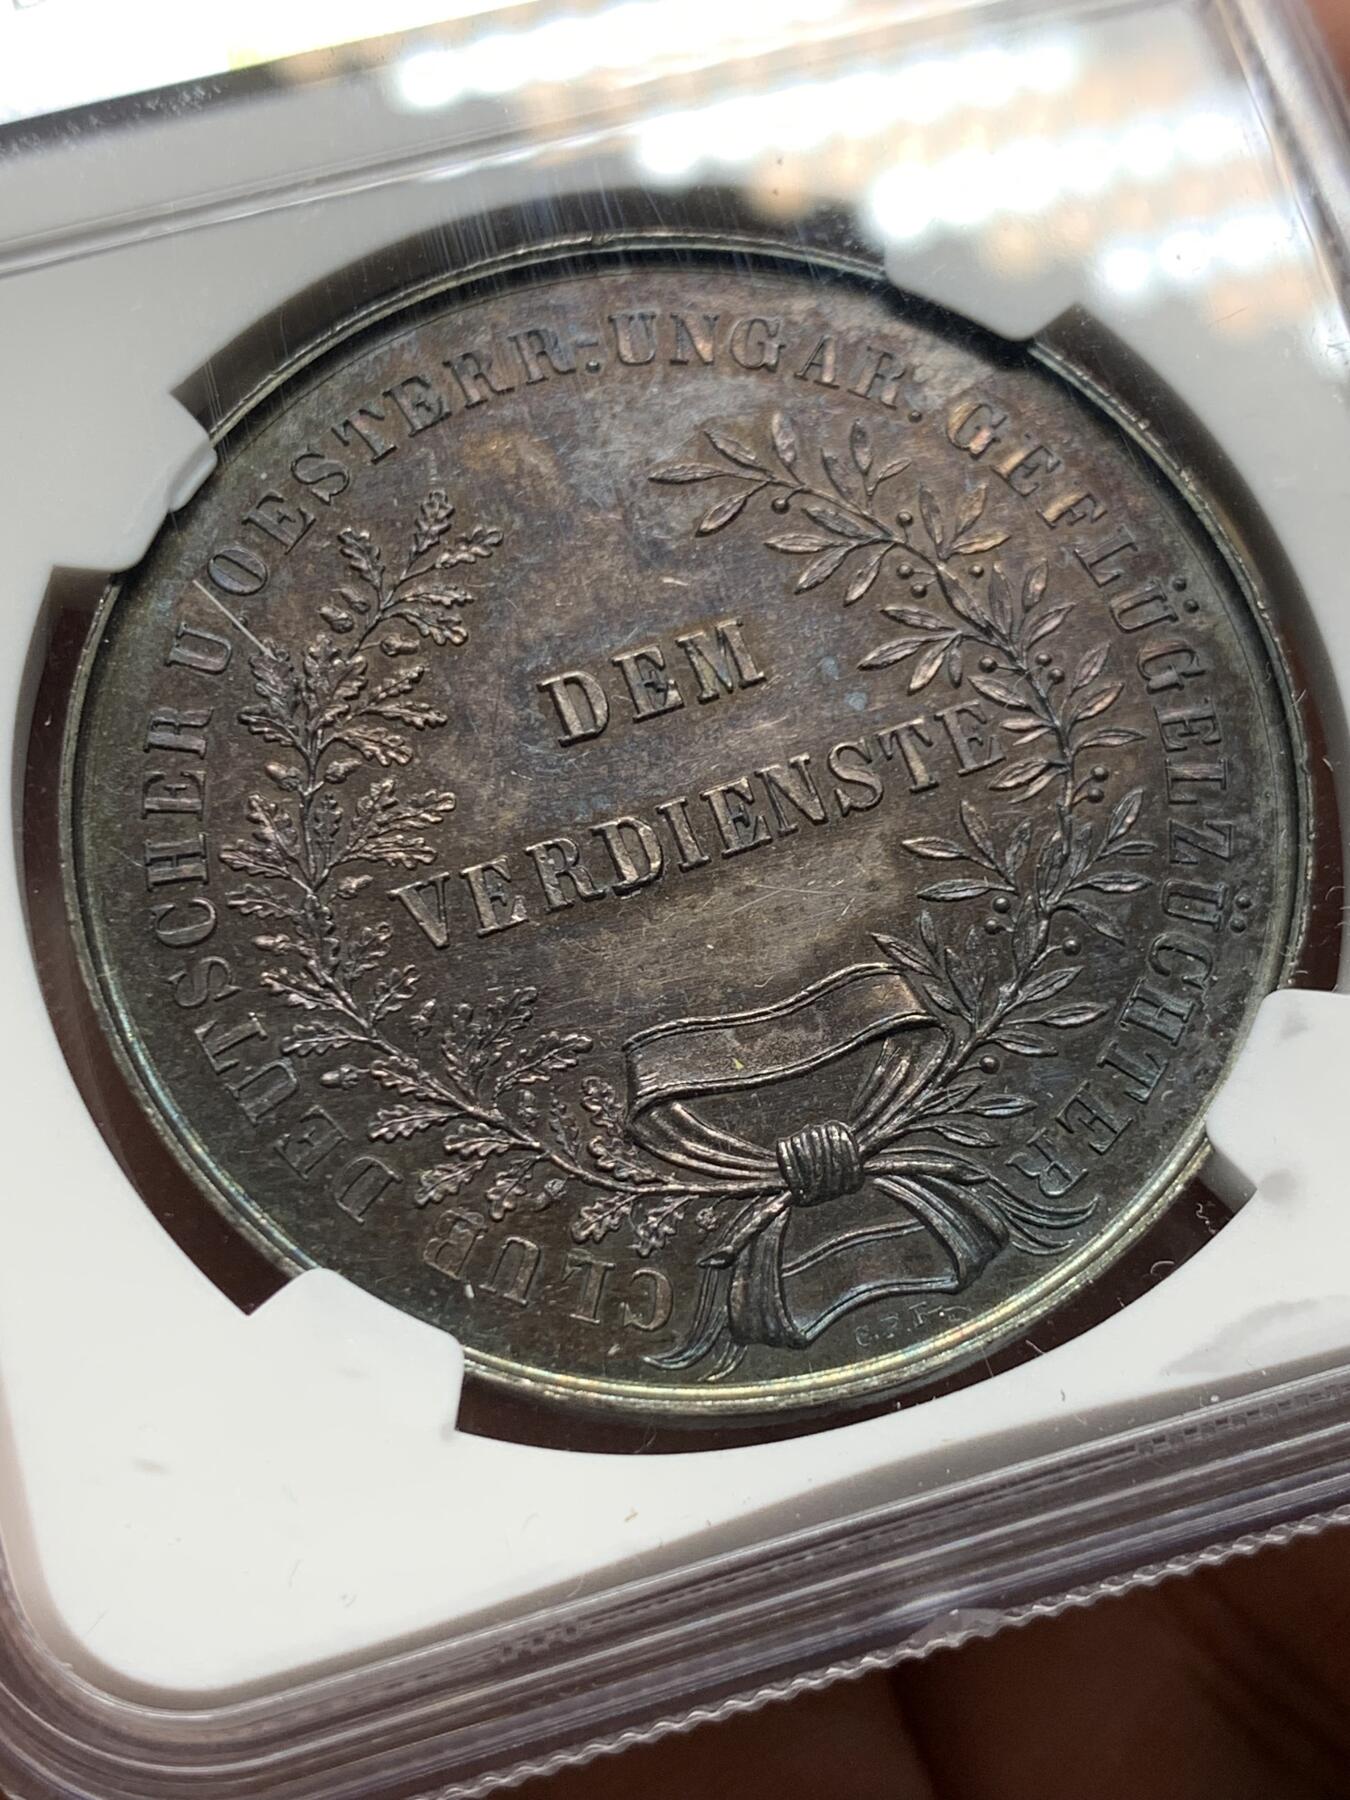 CLUB DEUTSCHER U. OESTERR: UNGAR: GEFLÜGELZÜCHTER
DEM
VERDIENSTE